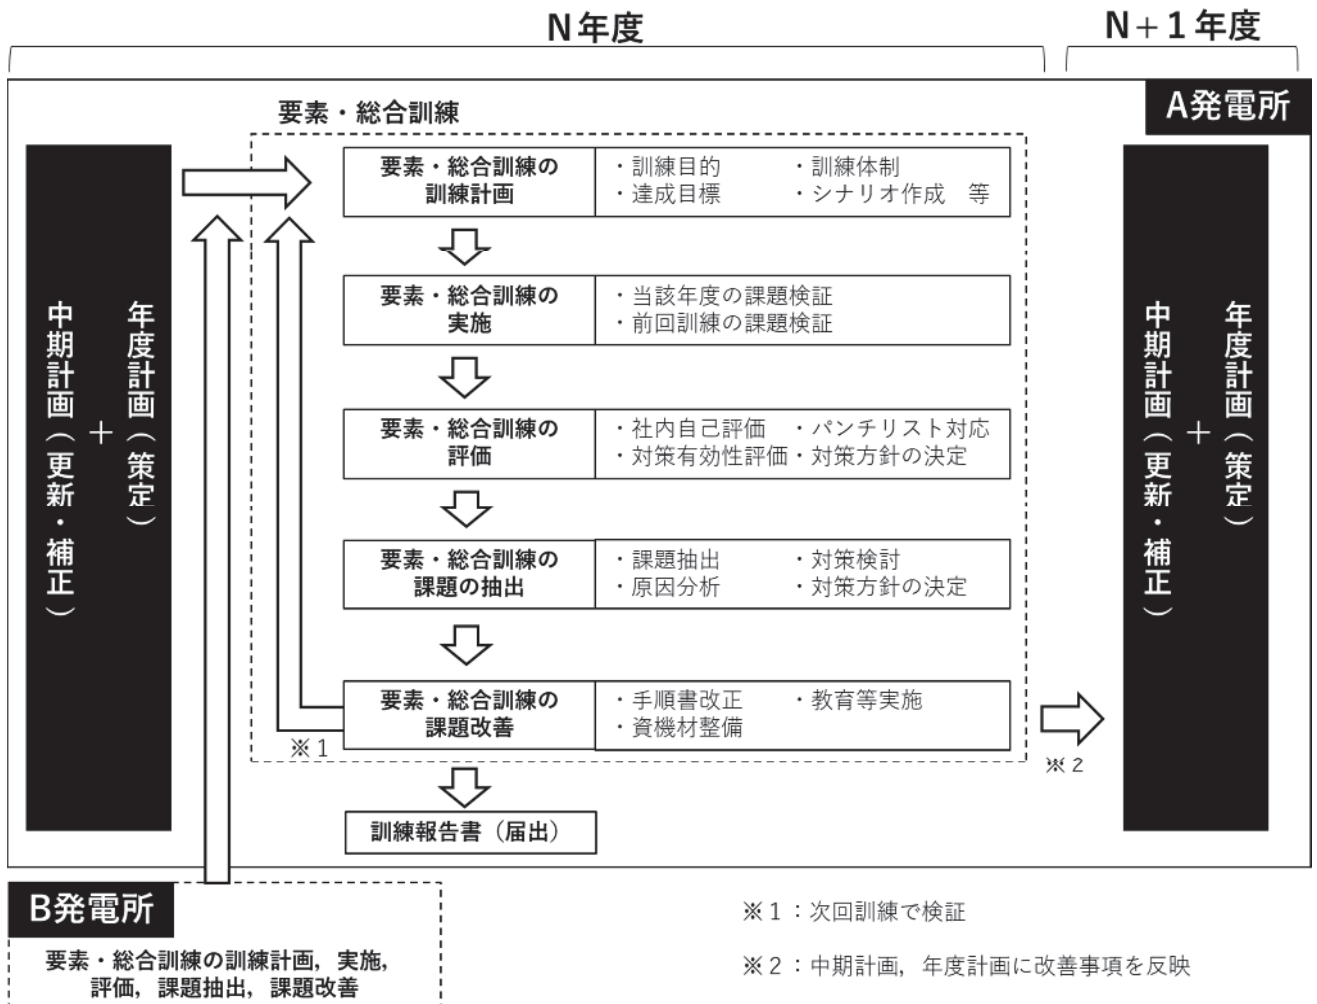 N年度
N＋1年度
A発電所
要素・総合訓練
中期計画（更新・補正）
＋
年度計画（策定）
要素・総合訓練の
訓練計画
・訓練目的　・訓練体制
・達成目標　・シナリオ作成　等
要素・総合訓練の
実施
・当該年度の課題検証
・前回訓練の課題検証
要素・総合訓練の
評価
・社内自己評価　・パンチリスト対応
・対策有効性評価・対策方針の決定
要素・総合訓練の
課題の抽出
・課題抽出　・対策検討
・原因分析　・対策方針の決定
要素・総合訓練の
課題改善
・手順書改正　・教育等実施
・資機材整備
※1
※2
訓練報告書（届出）
中期計画（更新・補正）
＋
年度計画（策定）
B発電所
要素・総合訓練の訓練計画，実施，
評価，課題抽出，課題改善
※1：次回訓練で検証
※2：中期計画，年度計画に改善事項を反映